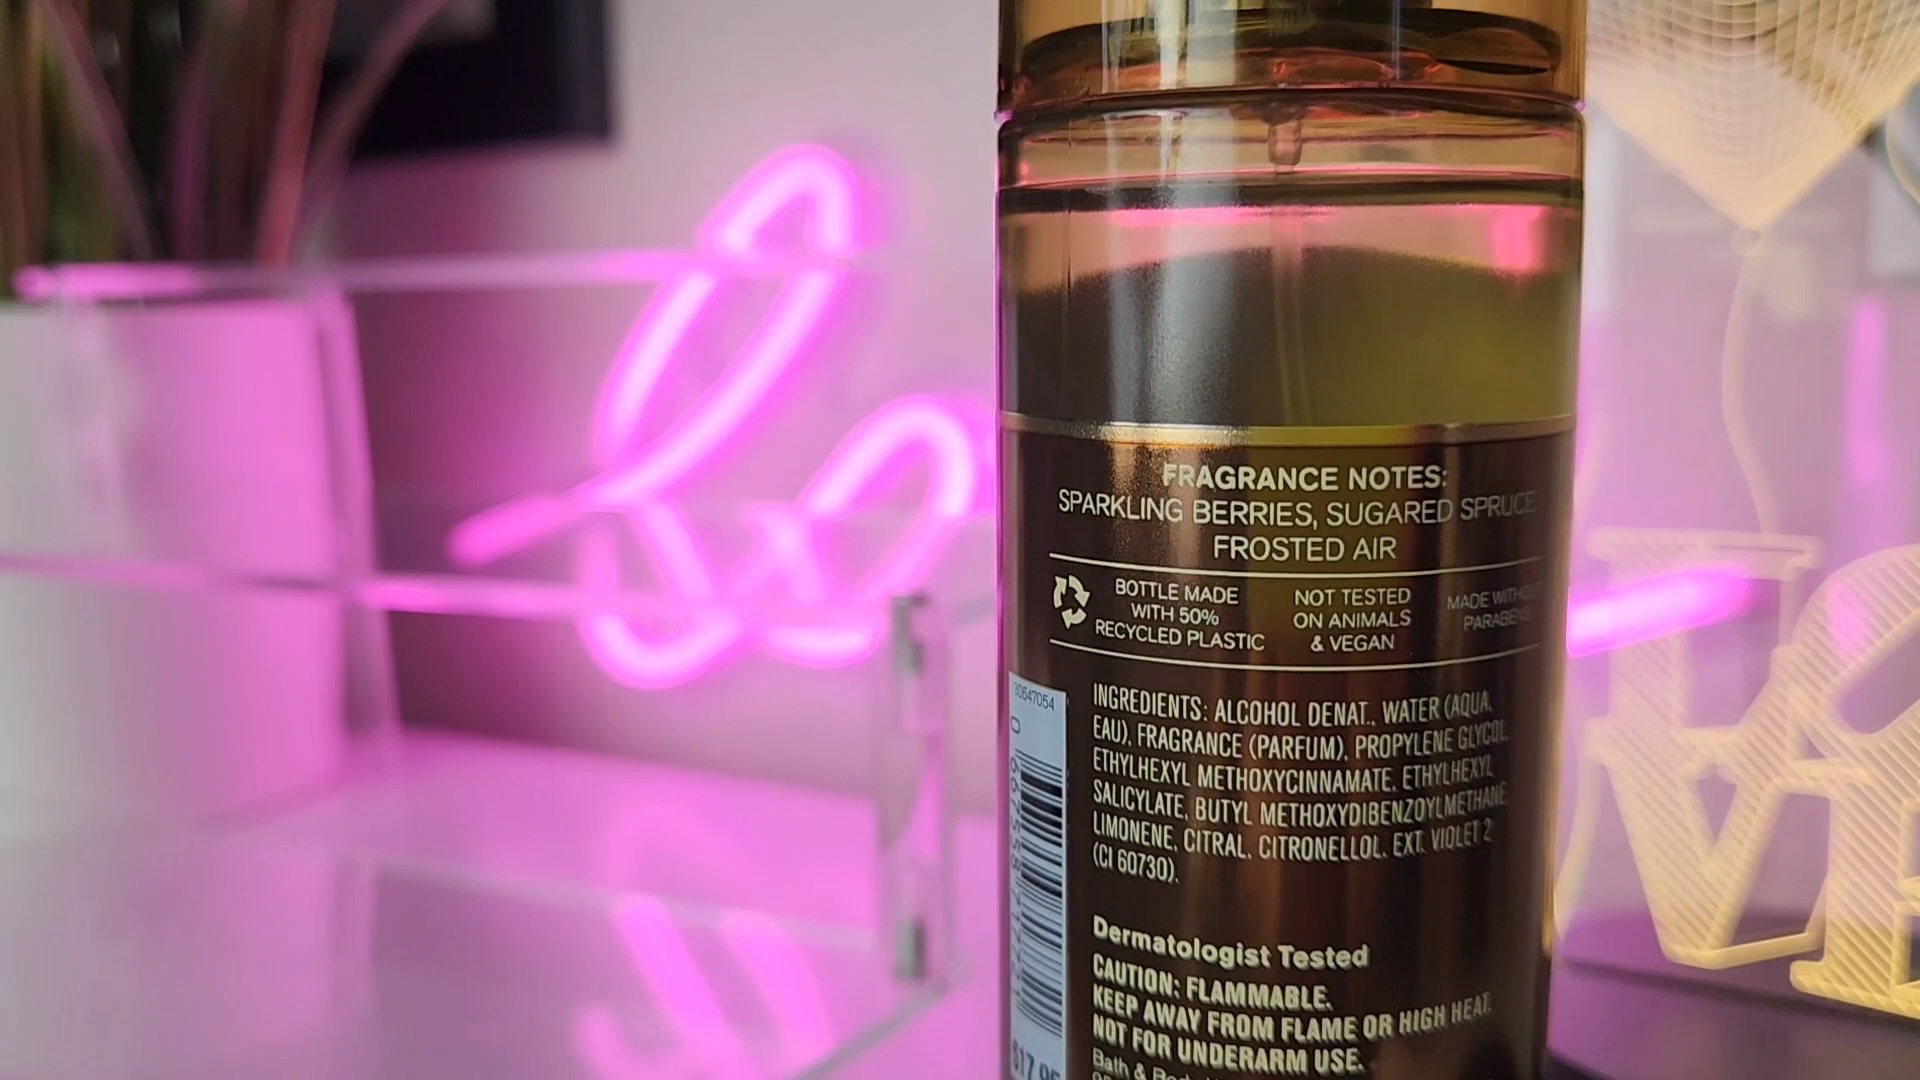 FRAGRANCE NOTES:
SPARKLING BERRIES, SUGARED SPRUCE
FROSTED AIR
BOTTLE MADE
WITH 50%
RECYCLED PLASTIC
NOT TESTED
ON ANIMALS
& VEGAN
MADE WITHOU
PARABENS
INGREDIENTS: ALCOHOL DENAT., WATER (AQUA,
EAU), FRAGRANCE (PARFUM), PROPYLENE GLYCOL,
ETHYLHEXYL METHOXYCINNAMATE, ETHYLHEXYL
SALICYLATE, BUTYL METHOXYDIBENZOYLMETHANE,
LIMONENE, CITRAL, CITRONELLOL, EXT. VIOLET 2
(CI 60730).
Dermatologist Tested
CAUTION: FLAMMABLE.
KEEP AWAY FROM FLAME OR HIGH HEAT.
NOT FOR UNDERARM USE.
Bath &